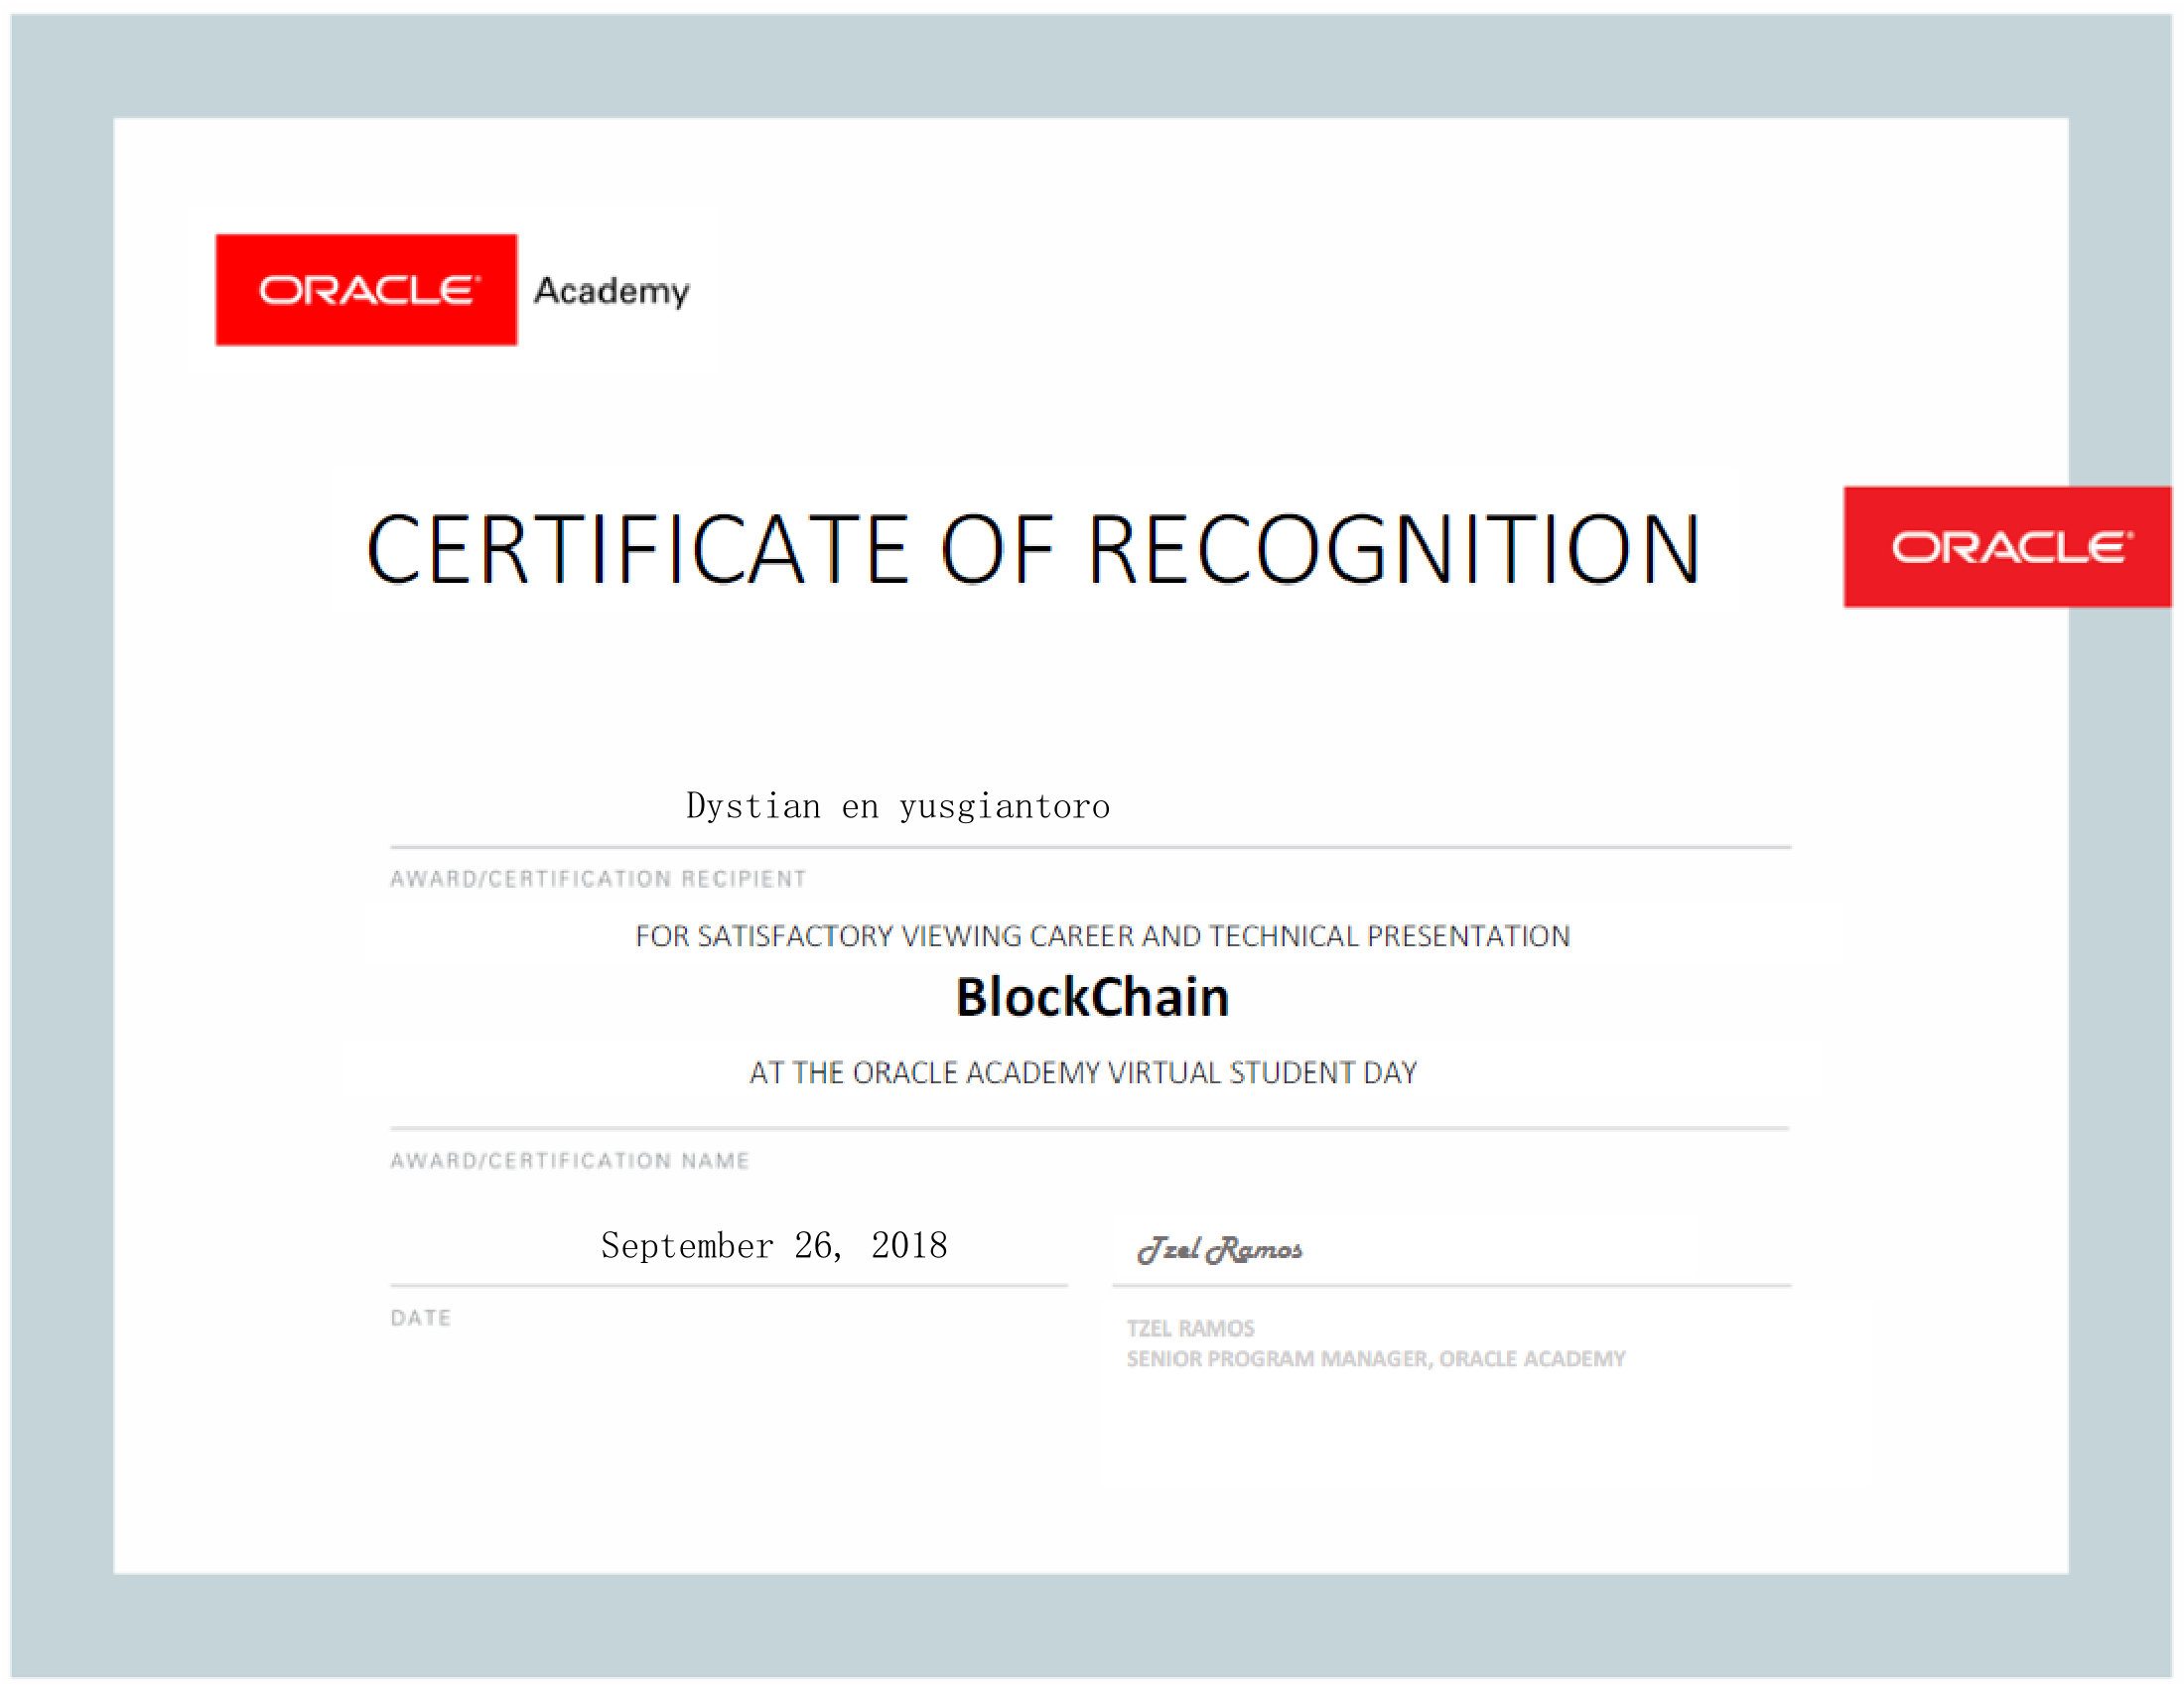 ORACLE® Academy
CERTIFICATE OF RECOGNITION
ORACLE®
Dystian en yusgiantoro
AWARD/CERTIFICATION RECIPIENT
FOR SATISFACTORY VIEWING CAREER AND TECHNICAL PRESENTATION
BlockChain
AT THE ORACLE ACADEMY VIRTUAL STUDENT DAY
AWARD/CERTIFICATION NAME
September 26, 2018
Tzel Ramos
DATE
TZEL RAMOS
SENIOR PROGRAM MANAGER, ORACLE ACADEMY